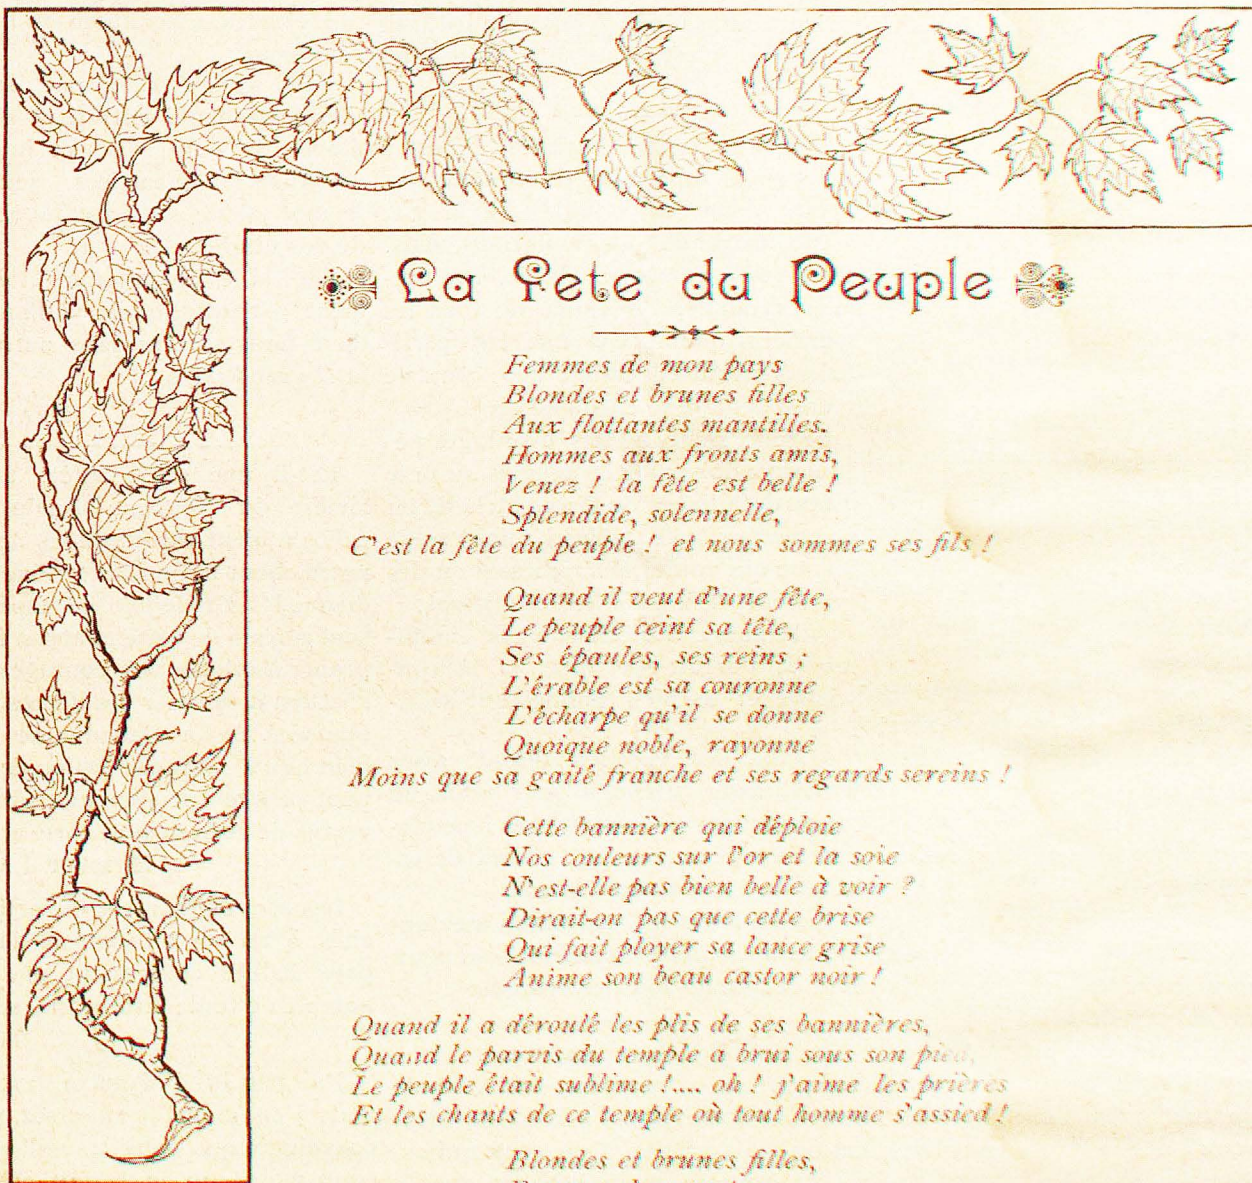 La Fete du Peuple
Femmes de mon pays
Blondes et brunes filles
Aux flottantes mantilles.
Hommes aux fronts amis,
Venez ! la fête est belle !
Splendide, solennelle,
C'est la fête du peuple ! et nous sommes ses fils !
Quand il veut d'une fête,
Le peuple ceint sa tête,
Ses épaules, ses reins ;
L'érable est sa couronne
L'écharpe qu'il se donne
Quoique noble, rayonne
Moins que sa gaité franche et ses regards sereins !
Cette bannière qui déploie
Nos couleurs sur l'or et la soie
N'est-elle pas bien belle à voir ?
Dirait-on pas que cette brise
Qui fait ployer sa lance grise
Anime son beau castor noir !
Quand il a déroulé les plis de ses bannières,
Quand le parvis du temple a brui sous son pied,
Le peuple était sublime !.... oh ! j'aime les prières
Et les chants de ce temple où tout homme s'assied !
Blondes et brunes filles,